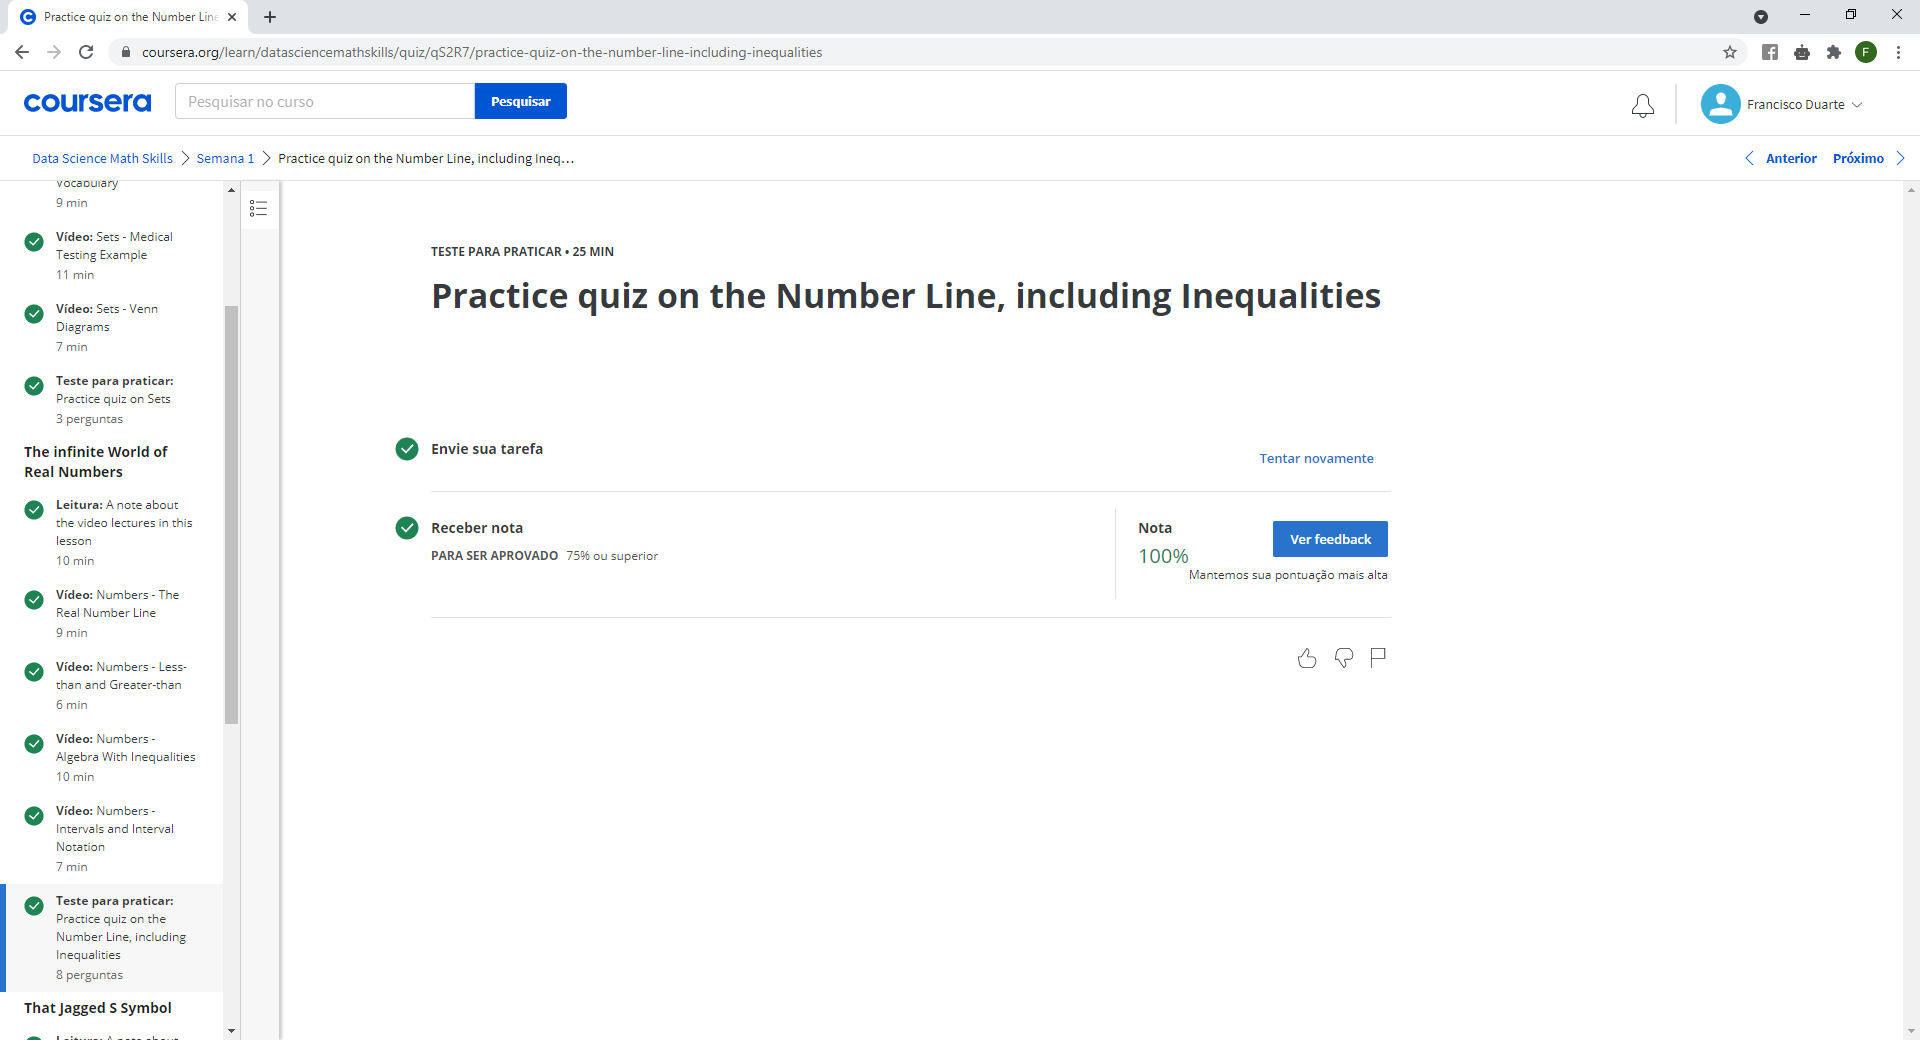 Practice quiz on the Number Line
coursera.org/learn/datasciencemathskills/quiz/qS2R7/practice-quiz-on-the-number-line-including-inequalities
F
coursera
Pesquisar no curso
Pesquisar
Francisco Duarte
Data Science Math Skills
Semana 1
Practice quiz on the Number Line, including Ineq…
Anterior
Próximo
Vocabulary
9 min
Vídeo: Sets - Medical
Testing Example
11 min
Vídeo: Sets - Venn
Diagrams
7 min
Teste para praticar:
Practice quiz on Sets
3 perguntas
The infinite World of
Real Numbers
Leitura: A note about
the video lectures in this
lesson
10 min
Vídeo: Numbers - The
Real Number Line
9 min
Vídeo: Numbers - Less-
than and Greater-than
6 min
Vídeo: Numbers -
Algebra With Inequalities
10 min
Vídeo: Numbers -
Intervals and Interval
Notation
7 min
Teste para praticar:
Practice quiz on the
Number Line, including
Inequalities
8 perguntas
That Jagged S Symbol
Leitura: A note about
TESTE PARA PRATICAR • 25 MIN
Practice quiz on the Number Line, including Inequalities
Envie sua tarefa
Tentar novamente
Receber nota
PARA SER APROVADO 75% ou superior
Nota
100%
Ver feedback
Mantemos sua pontuação mais alta